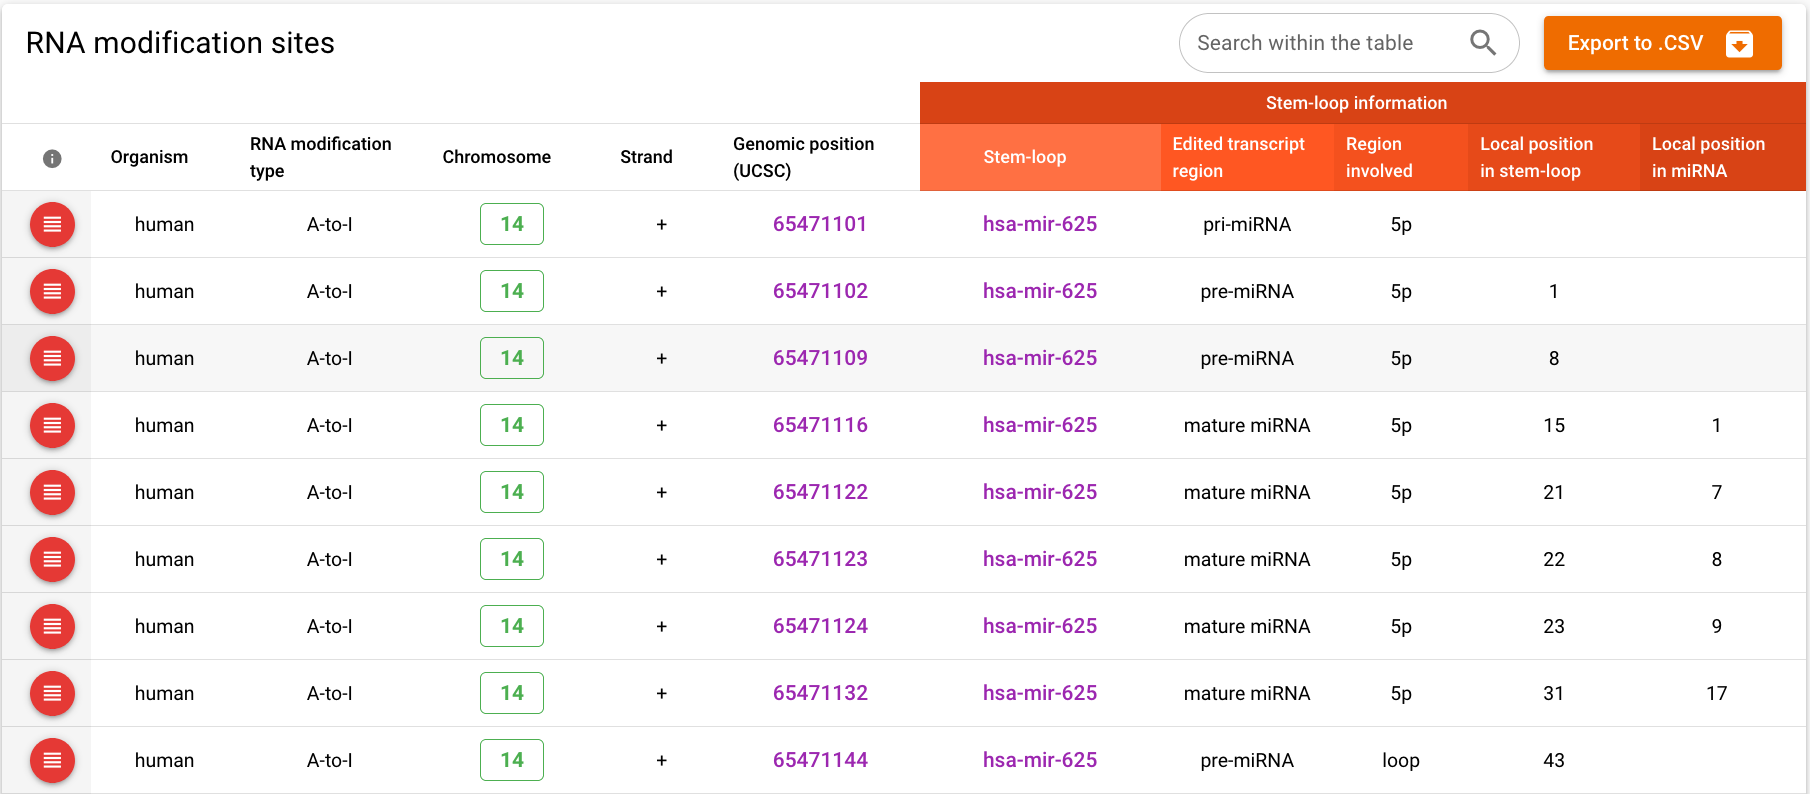 RNA modification sites
Search within the table
Export to .CSV
Stem-loop information
Organism RNA modification type Chromosome Strand Genomic position (UCSC) Stem-loop Edited transcript region Region involved Local position in stem-loop Local position in miRNA
human A-to-I 14 + 65471101 hsa-mir-625 pri-miRNA 5p
human A-to-I 14 + 65471102 hsa-mir-625 pre-miRNA 5p 1
human A-to-I 14 + 65471109 hsa-mir-625 pre-miRNA 5p 8
human A-to-I 14 + 65471116 hsa-mir-625 mature miRNA 5p 15 1
human A-to-I 14 + 65471122 hsa-mir-625 mature miRNA 5p 21 7
human A-to-I 14 + 65471123 hsa-mir-625 mature miRNA 5p 22 8
human A-to-I 14 + 65471124 hsa-mir-625 mature miRNA 5p 23 9
human A-to-I 14 + 65471132 hsa-mir-625 mature miRNA 5p 31 17
human A-to-I 14 + 65471144 hsa-mir-625 pre-miRNA loop 43